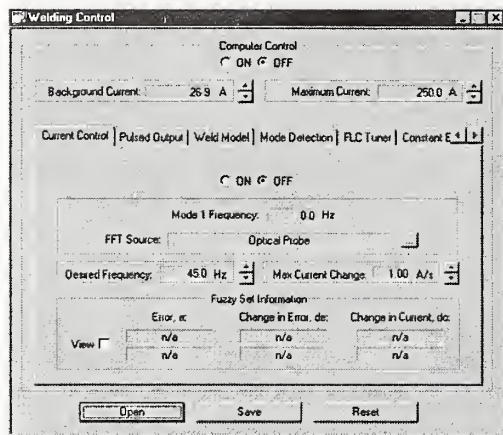 Welding Control
Computer Control
ON OFF
Background Current: 26.9 A Maximum Current: 250.0 A
Current Control Pulsed Output Weld Model Mode Detection FLC Tuner Constant E
ON OFF
Mode 1 Frequency: 0.0 Hz
FFT Source: Optical Probe ...
Desired Frequency: 45.0 Hz Max Current Change: 1.00 A/s
Fuzzy Set Information
Error, e: Change in Error, de: Change in Current, dc:
View n/a n/a n/a
n/a n/a n/a
Open Save Reset